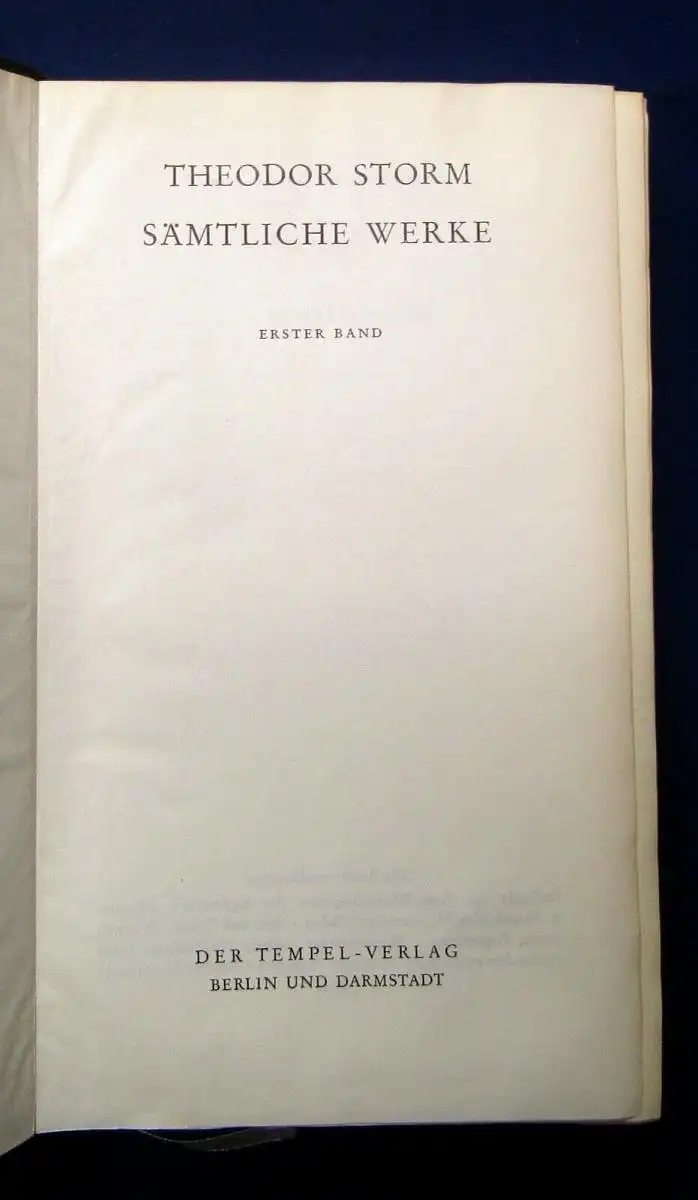 THEODOR STORM
SÄMTLICHE WERKE
ERSTER BAND
DER TEMPEL-VERLAG
BERLIN UND DARMSTADT